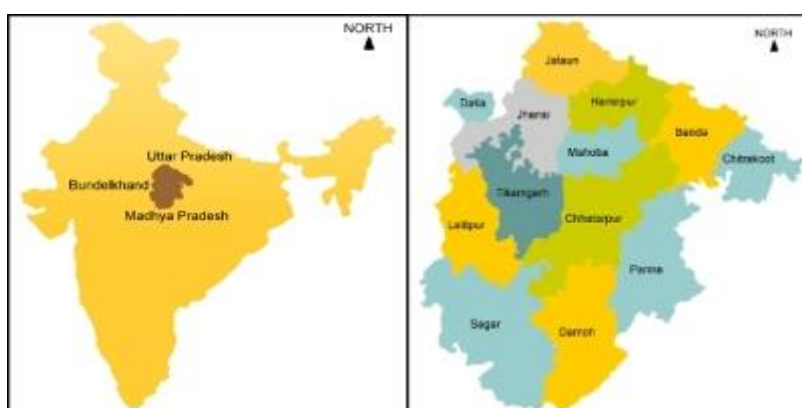 NORTH
Uttar Pradesh
Bundelkhand
Madhya Pradesh
NORTH
Jalaun
Datia
Jhansi
Hamirpur
Banda
Mahoba
Chitrakoot
Tikamgarh
Lalitpur
Chhatarpur
Panna
Sagar
Damoh